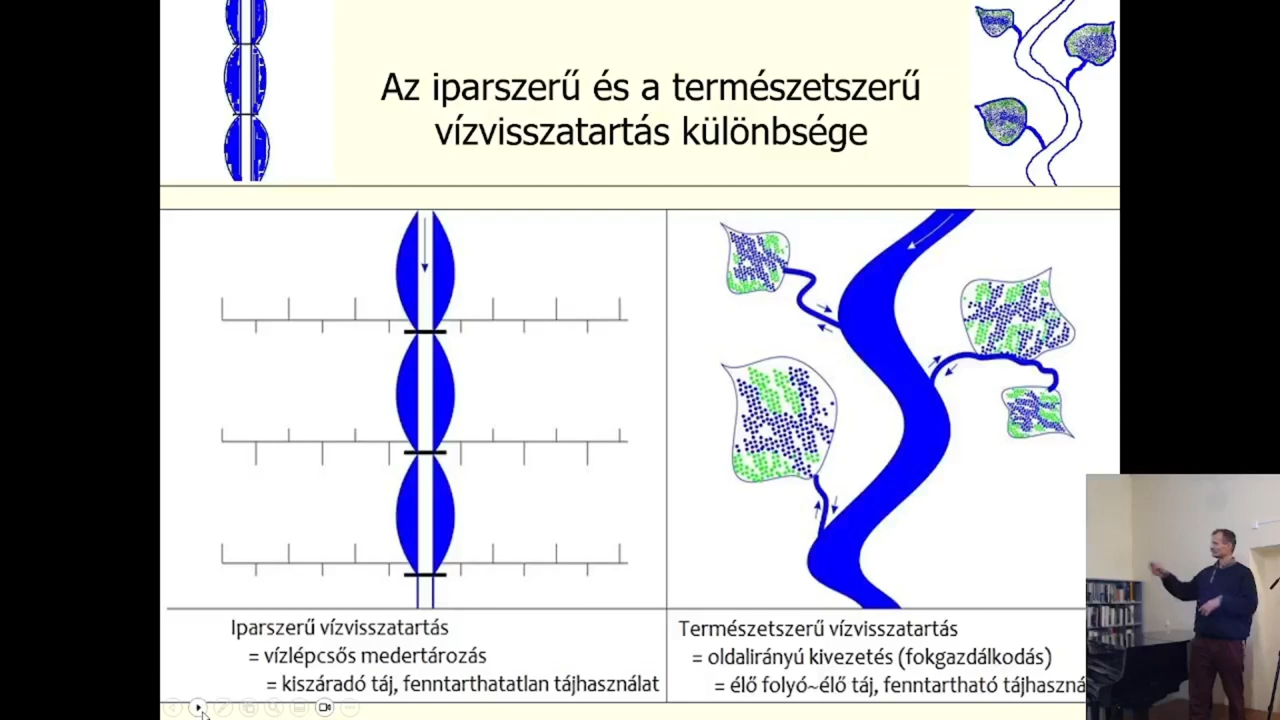 Az iparszerű és a természetszerű
vízvisszatartás különbsége
Iparszerű vízvisszatartás
= vízlépcsős medertározás
= kiszáradó táj, fenntarthatatlan tájhasználat
Természetszerű vízvisszatartás
= oldalirányú kivezetés (fokgazdálkodás)
= élő folyó~élő táj, fenntartható tájhaszná